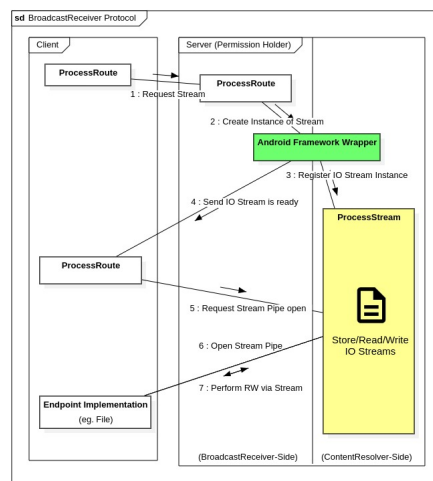 sd BroadcastReceiver Protocol
Client
Server (Permission Holder)
ProcessRoute
ProcessRoute
1 : Request Stream
2 : Create Instance of Stream
Android Framework Wrapper
3 : Register IO Stream Instance
4 : Send IO Stream is ready
ProcessStream
ProcessRoute
Store/Read/Write
IO Streams
5 : Request Stream Pipe open
6 : Open Stream Pipe
7 : Perform RW via Stream
Endpoint Implementation
(eg. File)
(BroadcastReceiver-Side)
(ContentResolver-Side)